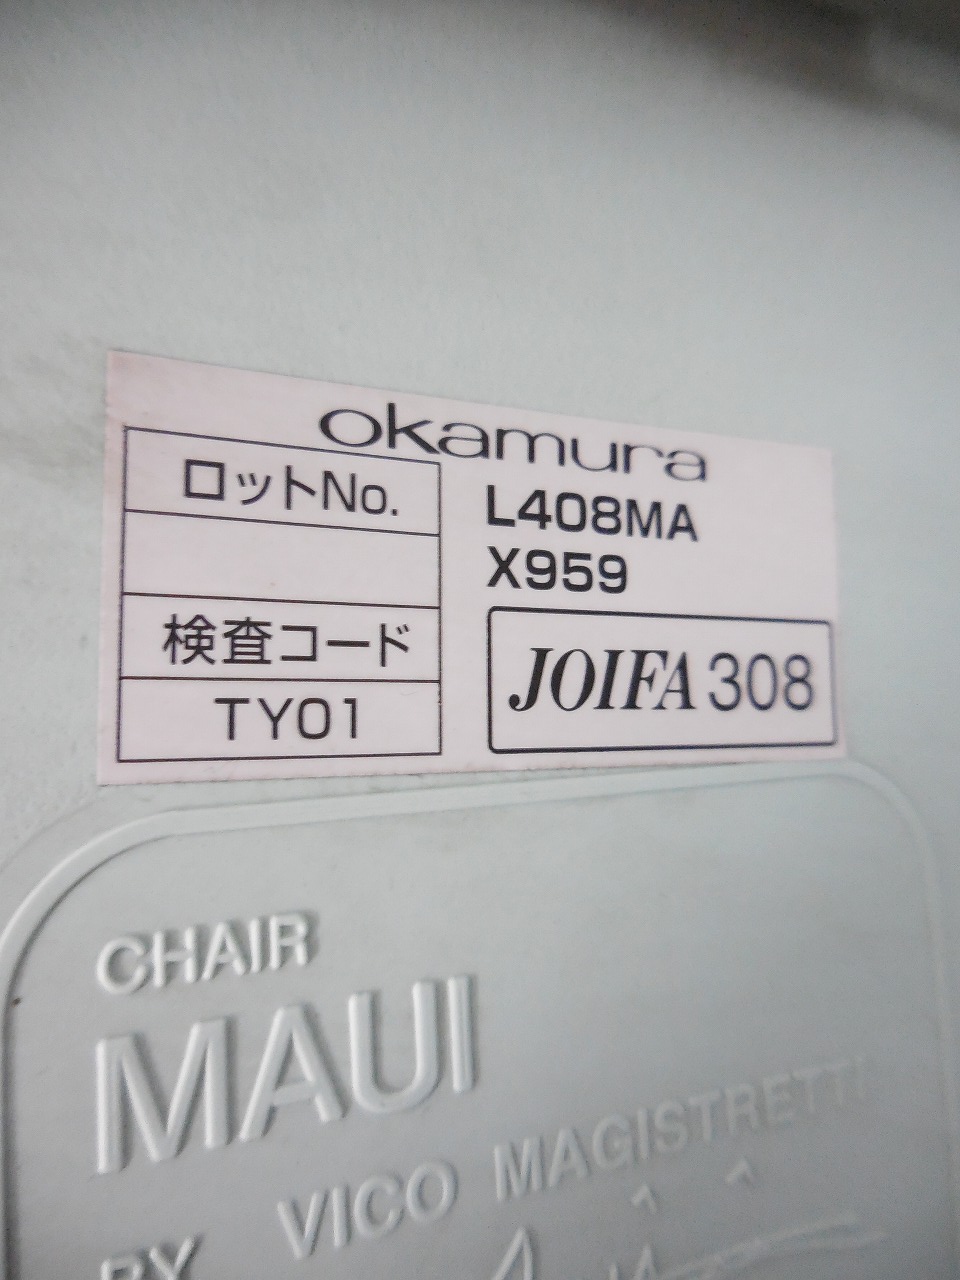 okamura
ロットNo.
L408MA
X959
検査コード
TY01
JOIFA 308
CHAIR
MAUI
BY VICO MAGISTRETTI